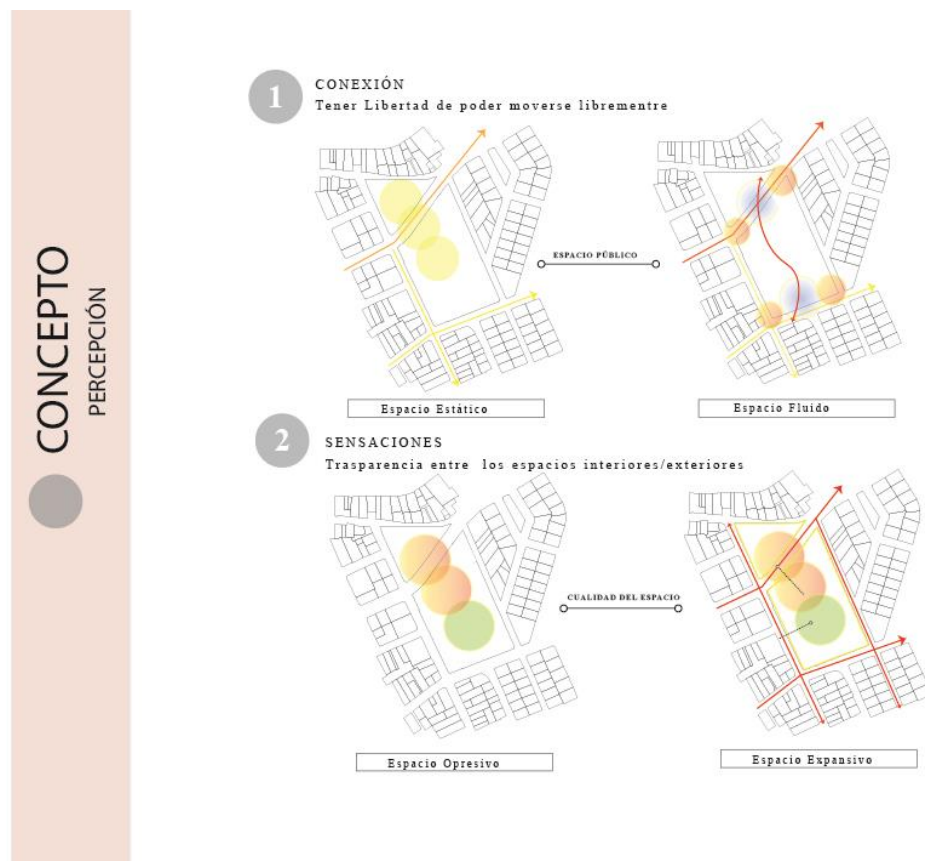 CONCEPTO
PERCEPCIÓN
1
CONEXIÓN
Tener Libertad de poder moverse librementre
ESPACIO PÚBLICO
Espacio Estático
Espacio Fluido
2
SENSACIONES
Trasparencia entre los espacios interiores/exteriores
CUALIDAD DEL ESPACIO
Espacio Opresivo
Espacio Expansivo